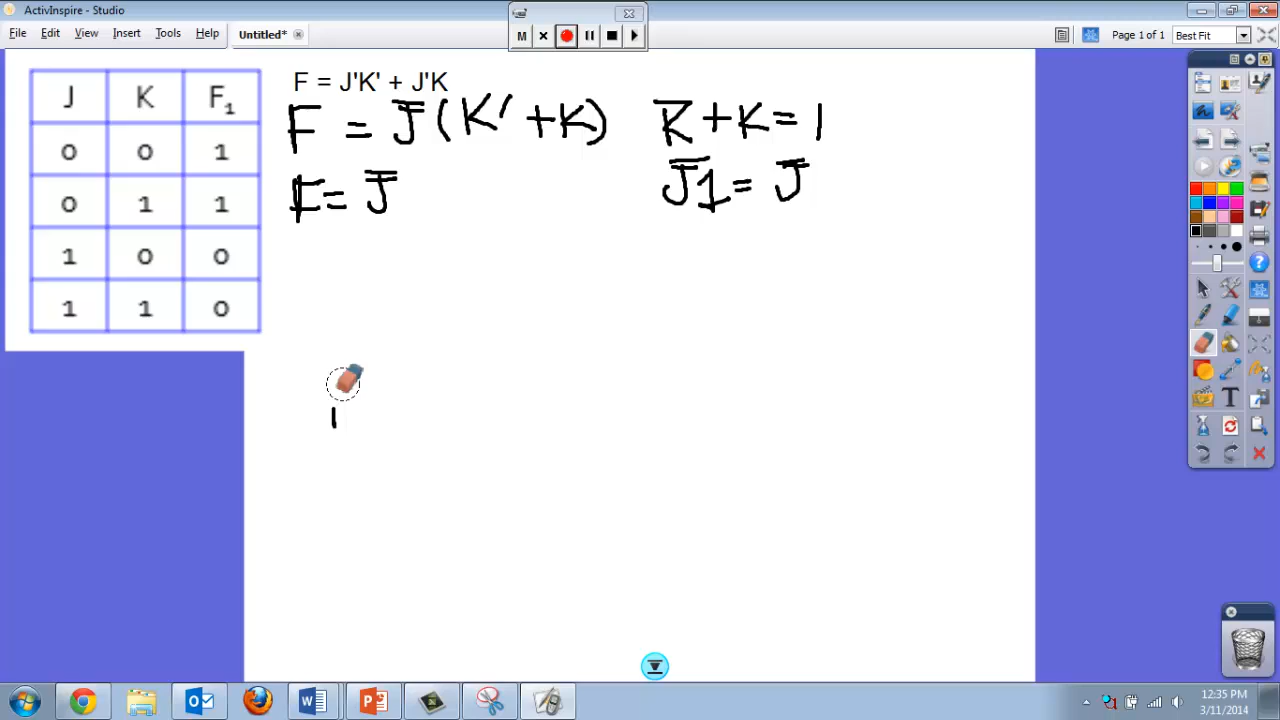 ActivInspire - Studio
File Edit View Insert Tools Help Untitled*
M
Page 1 of 1 Best Fit
J K F1
0 0 1
0 1 1
1 0 0
1 1 0
F = J'K' + J'K
F = J̅(K' + K) K̅ + K = 1
F = J̅ J̅1 = J̅
1
12:35 PM
3/11/2014